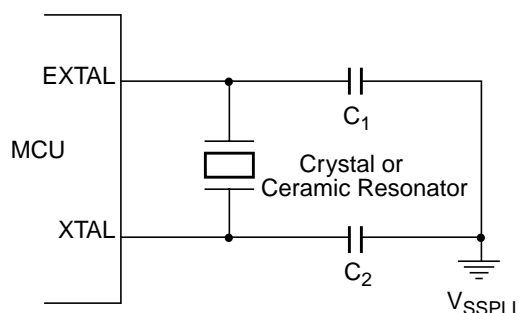 EXTAL
C1
MCU
Crystal or
Ceramic Resonator
XTAL
C2
VSSPLL